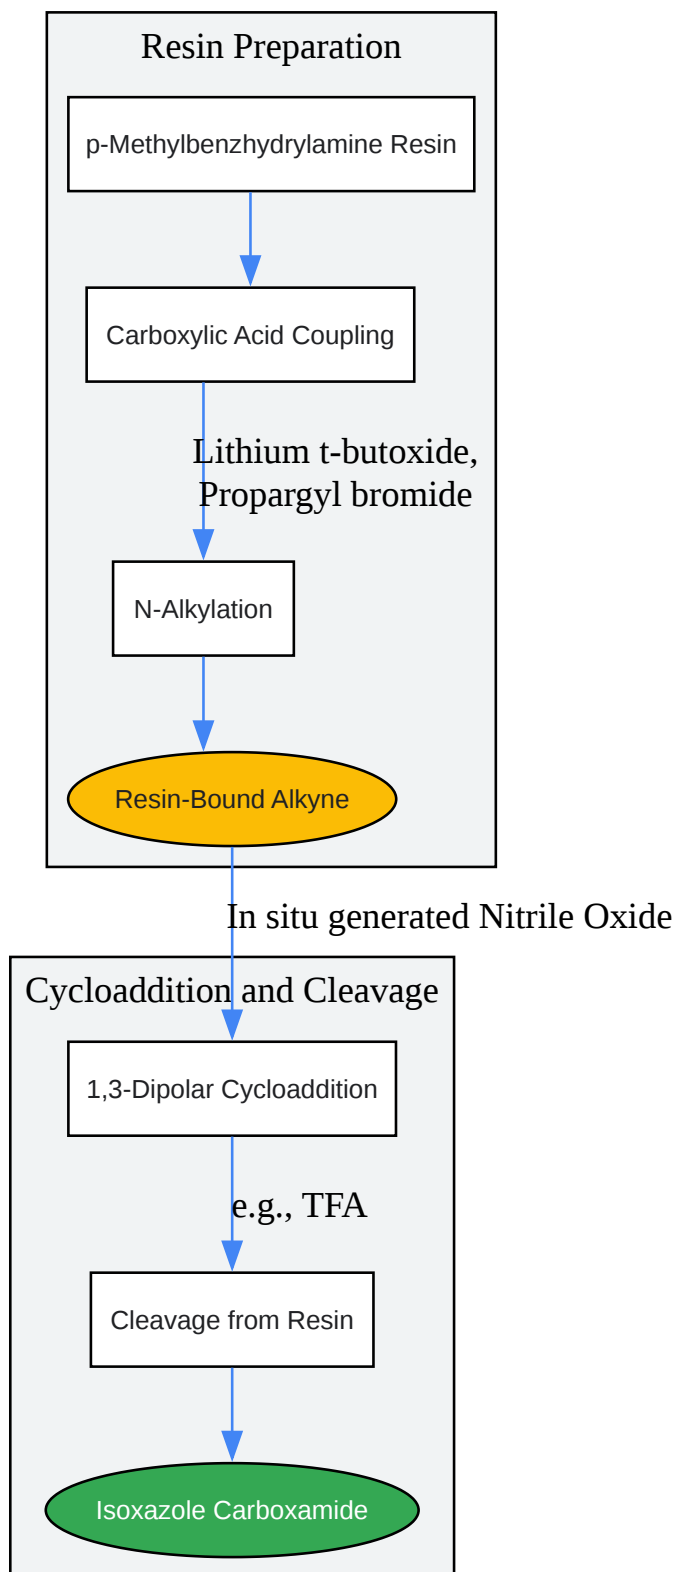 Resin Preparation
p-Methylbenzhydrylamine Resin
Carboxylic Acid Coupling
Lithium t-butoxide,
Propargyl bromide
N-Alkylation
Resin-Bound Alkyne
In situ generated Nitrile Oxide
Cycloaddition and Cleavage
1,3-Dipolar Cycloaddition
e.g., TFA
Cleavage from Resin
Isoxazole Carboxamide